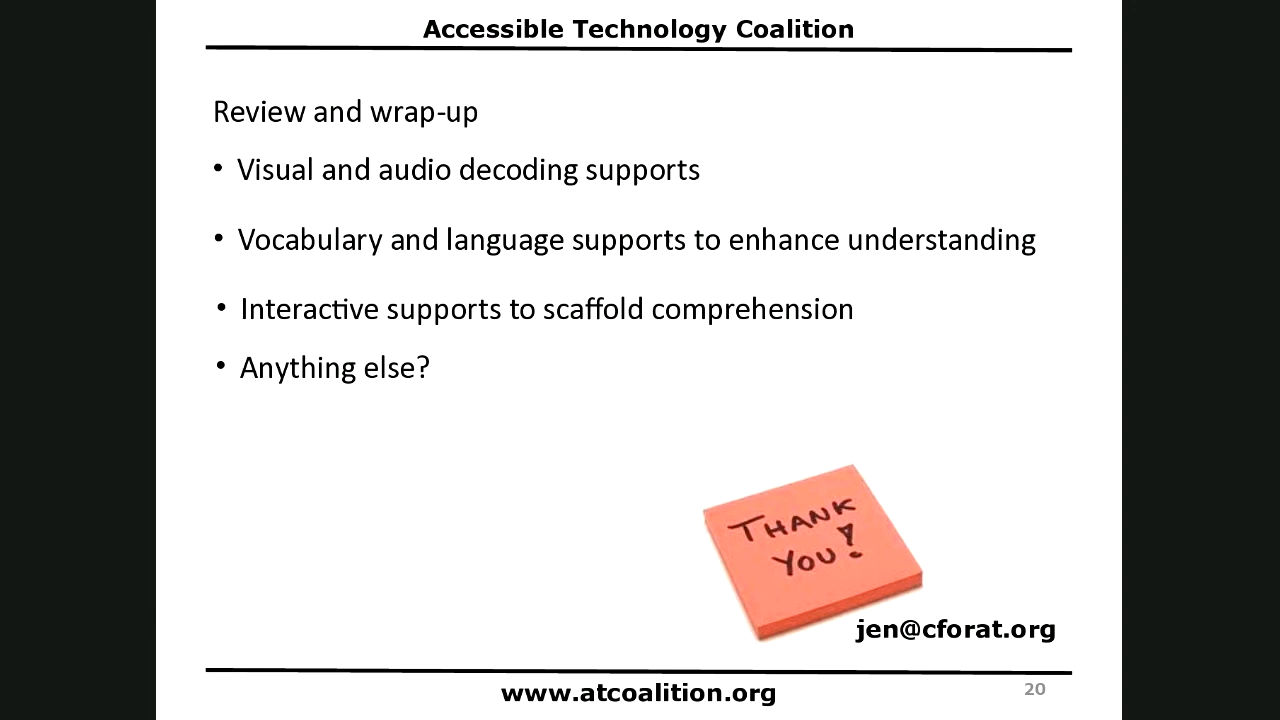 Accessible Technology Coalition
Review and wrap-up
• Visual and audio decoding supports
• Vocabulary and language supports to enhance understanding
• Interactive supports to scaffold comprehension
• Anything else?
THANK
YOU!
jen@cforat.org
www.atcoalition.org
20